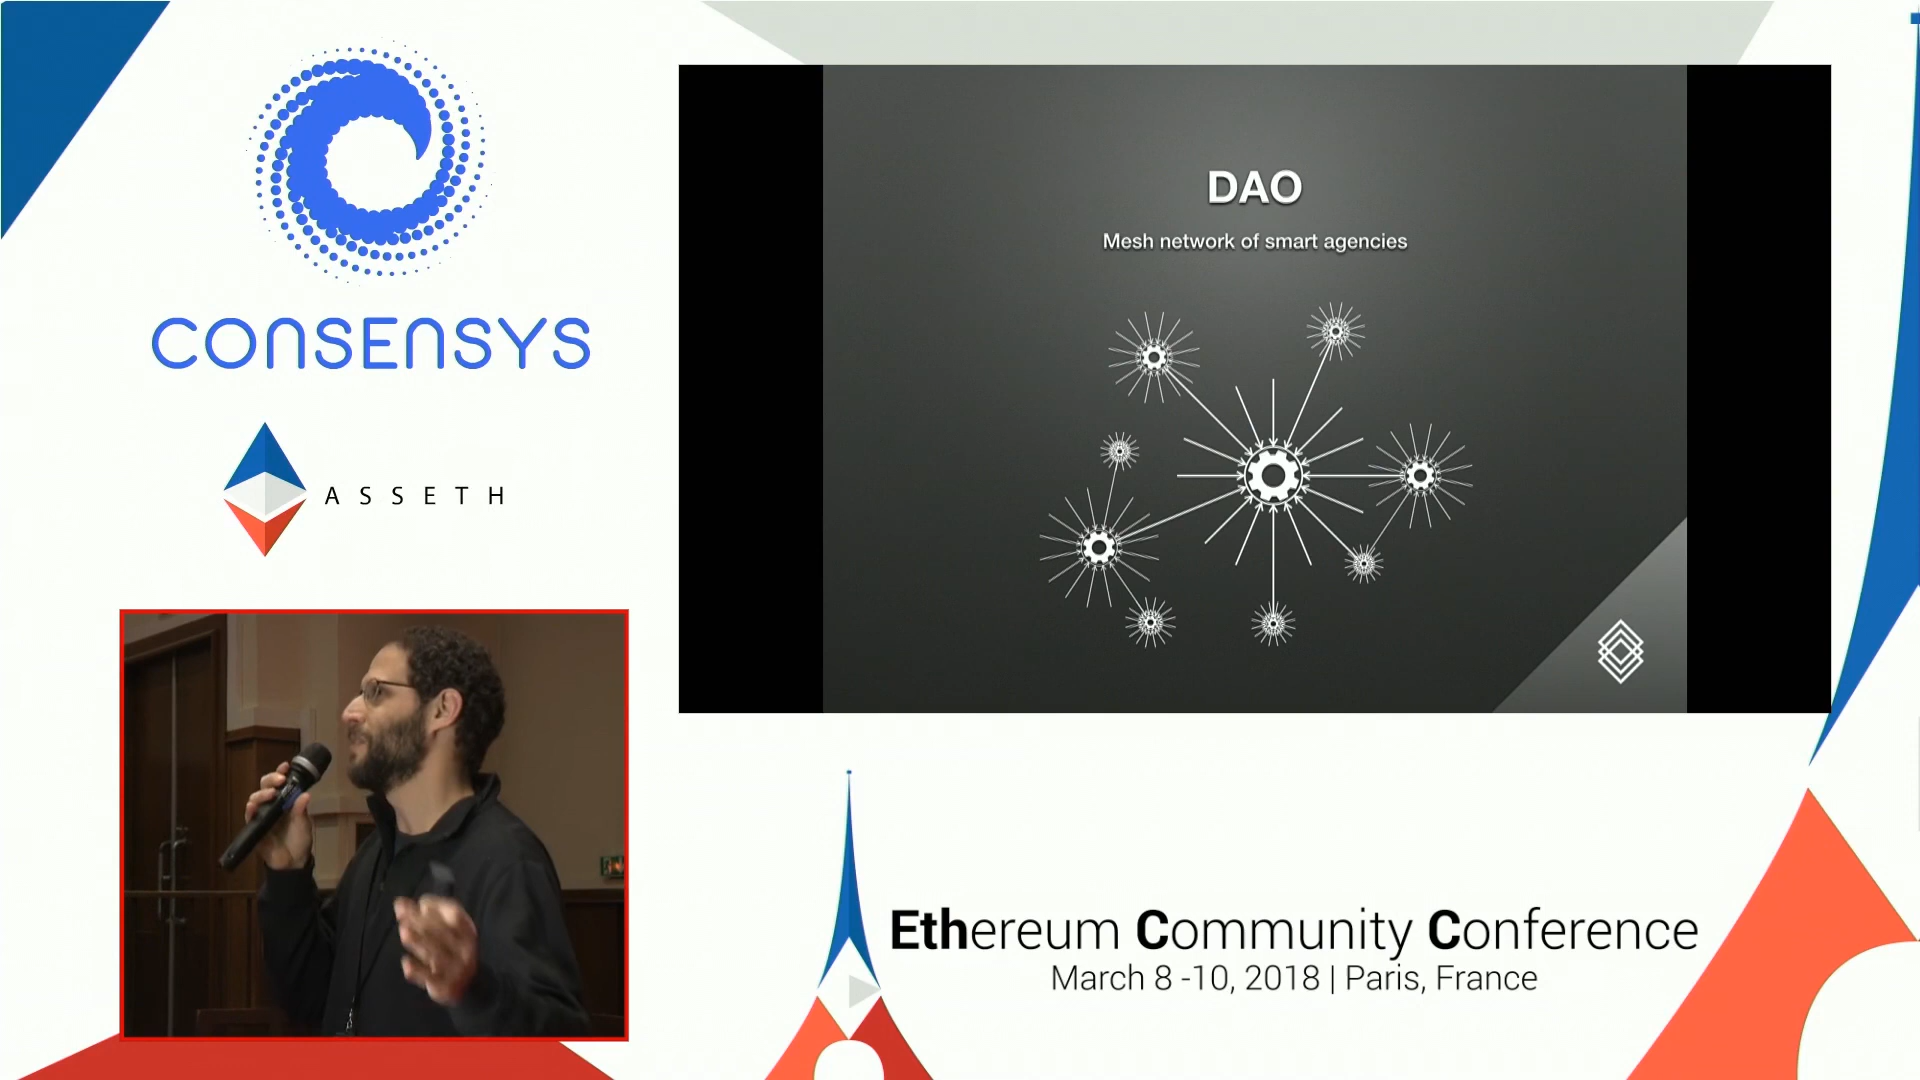 CONSENSYS
ASSETH
DAO
Mesh network of smart agencies
Ethereum Community Conference
March 8 -10, 2018 | Paris, France